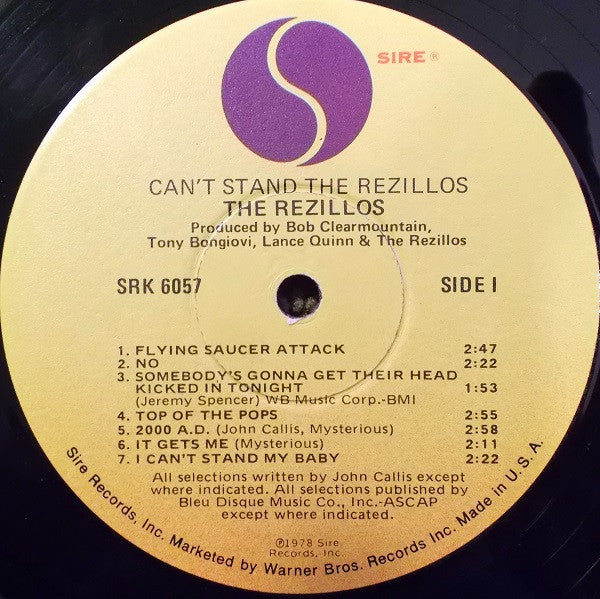 SIRE ®
CAN'T STAND THE REZILLOS
THE REZILLOS
Produced by Bob Clearmountain,
Tony Bongiovi, Lance Quinn & The Rezillos
SRK 6057 SIDE I
1. FLYING SAUCER ATTACK 2:47
2. NO 2:22
3. SOMEBODY'S GONNA GET THEIR HEAD
KICKED IN TONIGHT 1:53
(Jeremy Spencer) WB Music Corp.-BMI
4. TOP OF THE POPS 2:55
5. 2000 A.D. (John Callis, Mysterious) 2:58
6. IT GETS ME (Mysterious) 2:11
7. I CAN'T STAND MY BABY 2:22
All selections written by John Callis except
where indicated. All selections published by
Bleu Disque Music Co., Inc.-ASCAP
except where indicated.
℗1978 Sire
Records, Inc.
Sire Records, Inc. Marketed by Warner Bros. Records Inc. Made in U.S.A.